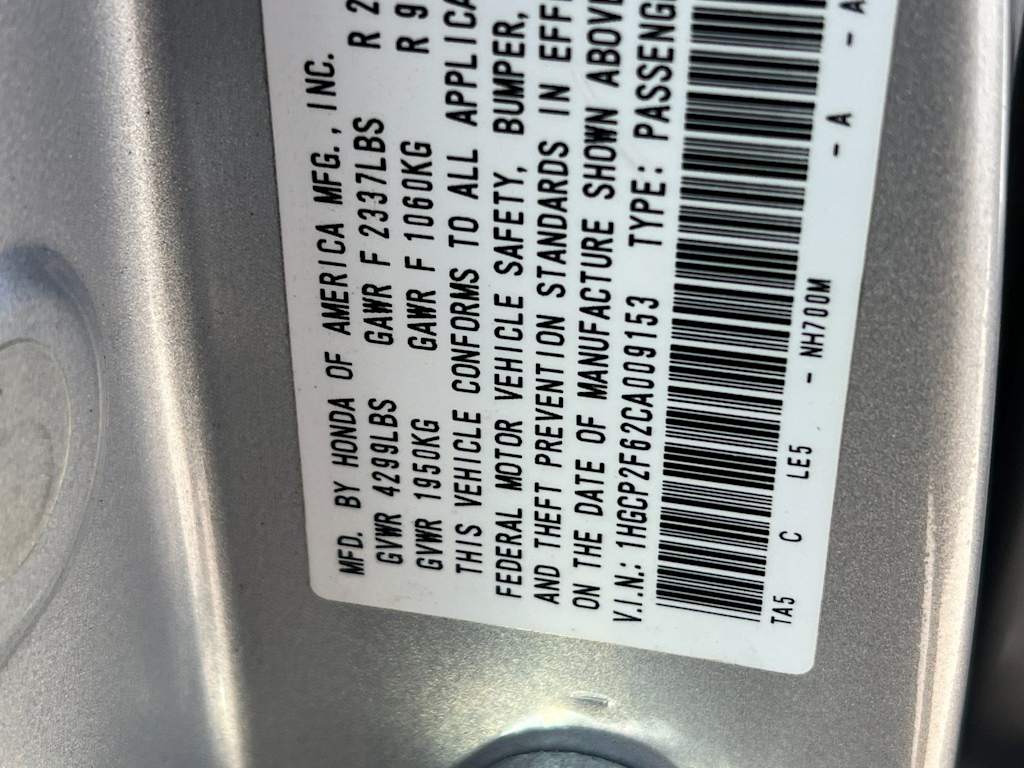 MFD. BY HONDA OF AMERICA MFG., INC.
GVWR 4299LBS GAWR F 2337LBS R 2
GVWR 1950KG GAWR F 1060KG R 9
THIS VEHICLE CONFORMS TO ALL APPLICA
FEDERAL MOTOR VEHICLE SAFETY, BUMPER,
AND THEFT PREVENTION STANDARDS IN EFF
ON THE DATE OF MANUFACTURE SHOWN ABOVE
V.I.N.: 1HGCP2F62CA009153 TYPE: PASSENG
TA5 C LE5 - NH700M - A - A